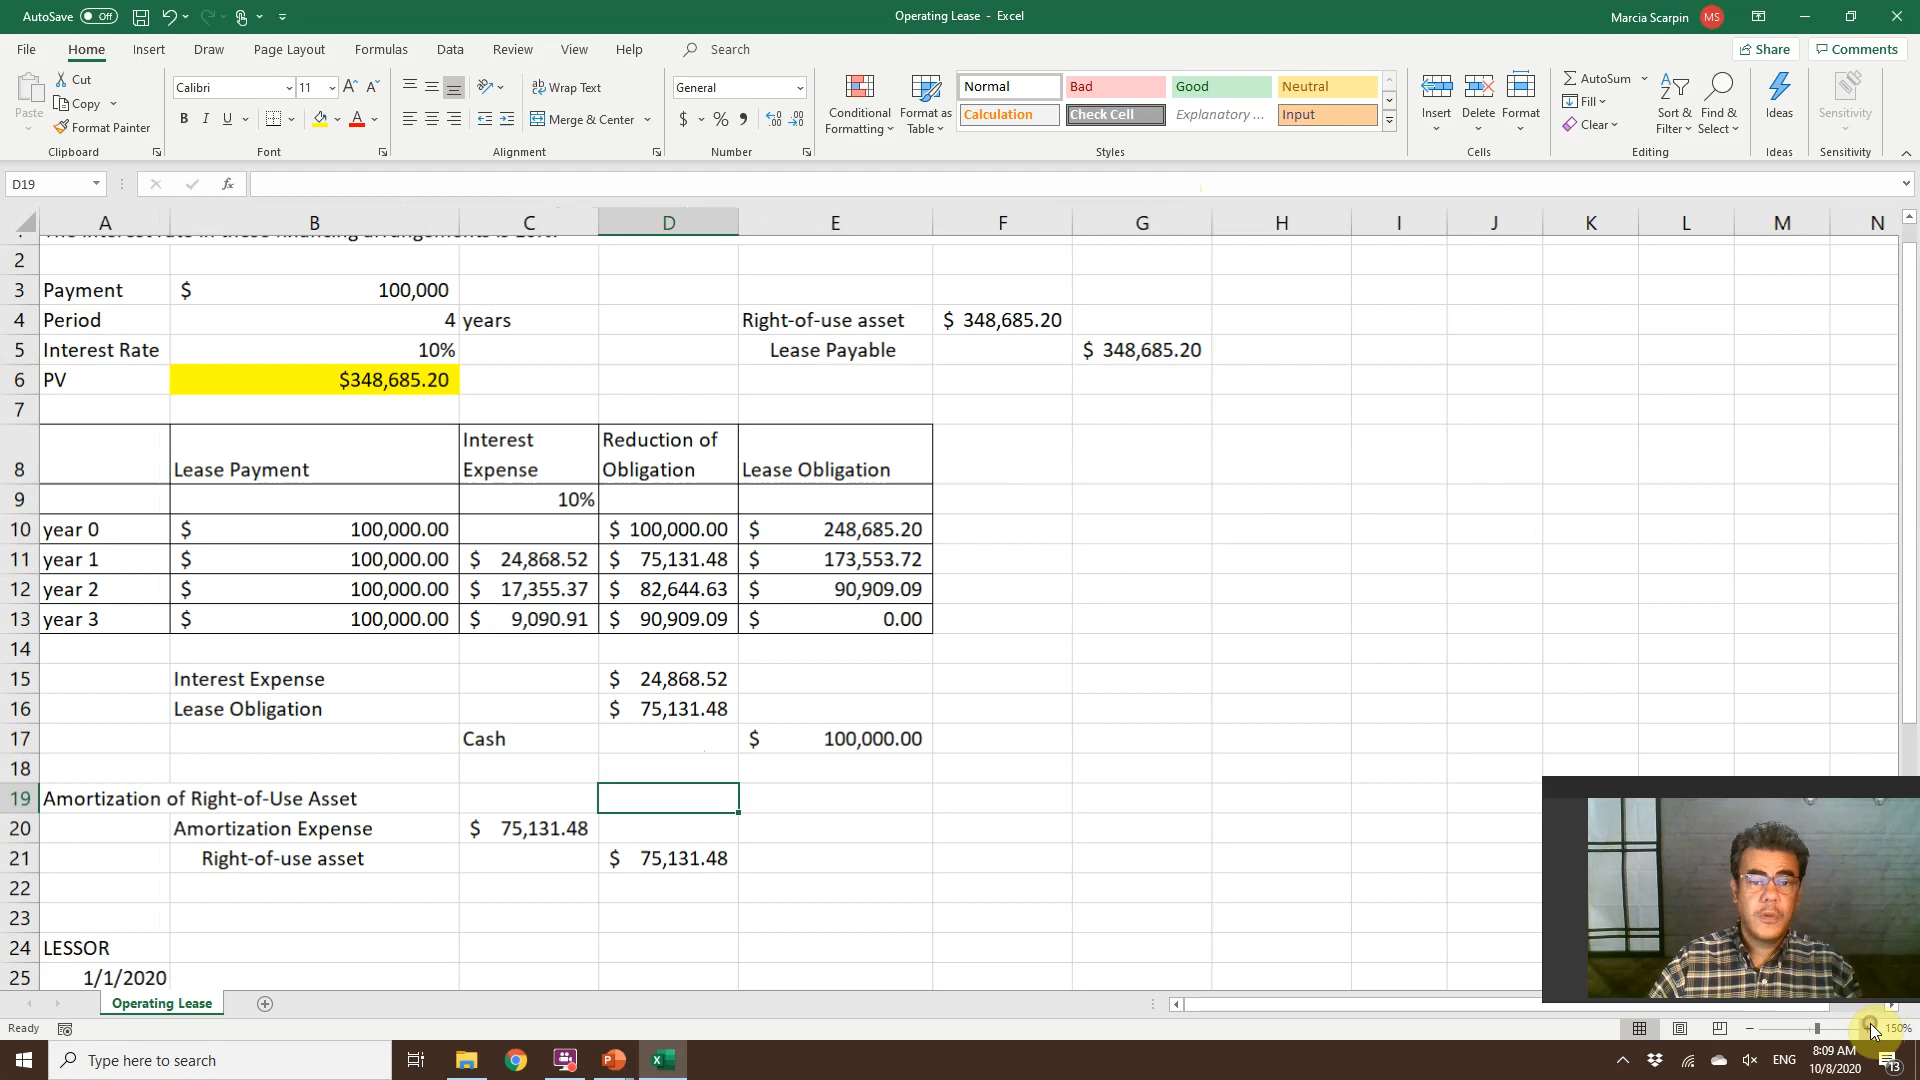 AutoSave Off
Operating Lease - Excel
Marcia Scarpin MS
File Home Insert Draw Page Layout Formulas Data Review View Help Search
Share Comments
Paste
Cut
Copy
Format Painter
Clipboard
Calibri 11
B I U
Font
Wrap Text
Merge & Center
Alignment
General
$ % ,
Number
Conditional Formatting
Format as Table
Normal Bad Good Neutral
Calculation Check Cell Explanatory ... Input
Styles
Insert Delete Format
Cells
AutoSum
Fill
Clear
Sort & Filter
Find & Select
Editing
Ideas
Ideas
Sensitivity
Sensitivity
D19 fx
A B C D E F G H I J K L M N
2
3 Payment $ 100,000
4 Period 4 years Right-of-use asset $ 348,685.20
5 Interest Rate 10% Lease Payable $ 348,685.20
6 PV $348,685.20
7
8 Lease Payment Interest Expense Reduction of Obligation Lease Obligation
9 10%
10 year 0 $ 100,000.00 $ 100,000.00 $ 248,685.20
11 year 1 $ 100,000.00 $ 24,868.52 $ 75,131.48 $ 173,553.72
12 year 2 $ 100,000.00 $ 17,355.37 $ 82,644.63 $ 90,909.09
13 year 3 $ 100,000.00 $ 9,090.91 $ 90,909.09 $ 0.00
14
15 Interest Expense $ 24,868.52
16 Lease Obligation $ 75,131.48
17 Cash $ 100,000.00
18
19 Amortization of Right-of-Use Asset
20 Amortization Expense $ 75,131.48
21 Right-of-use asset $ 75,131.48
22
23
24 LESSOR
25 1/1/2020
Operating Lease
Ready
150%
Type here to search
ENG
8:09 AM
10/8/2020
13